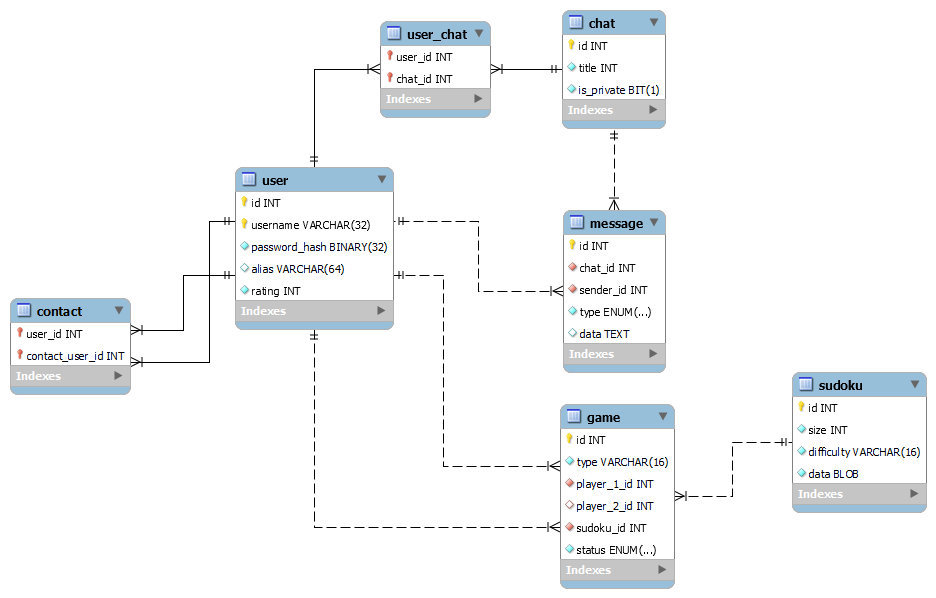 user_chat
user_id INT
chat_id INT
Indexes
chat
id INT
title INT
is_private BIT(1)
Indexes
user
id INT
username VARCHAR(32)
password_hash BINARY(32)
alias VARCHAR(64)
rating INT
Indexes
message
id INT
chat_id INT
sender_id INT
type ENUM(...)
data TEXT
Indexes
contact
user_id INT
contact_user_id INT
Indexes
game
id INT
type VARCHAR(16)
player_1_id INT
player_2_id INT
sudoku_id INT
status ENUM(...)
Indexes
sudoku
id INT
size INT
difficulty VARCHAR(16)
data BLOB
Indexes